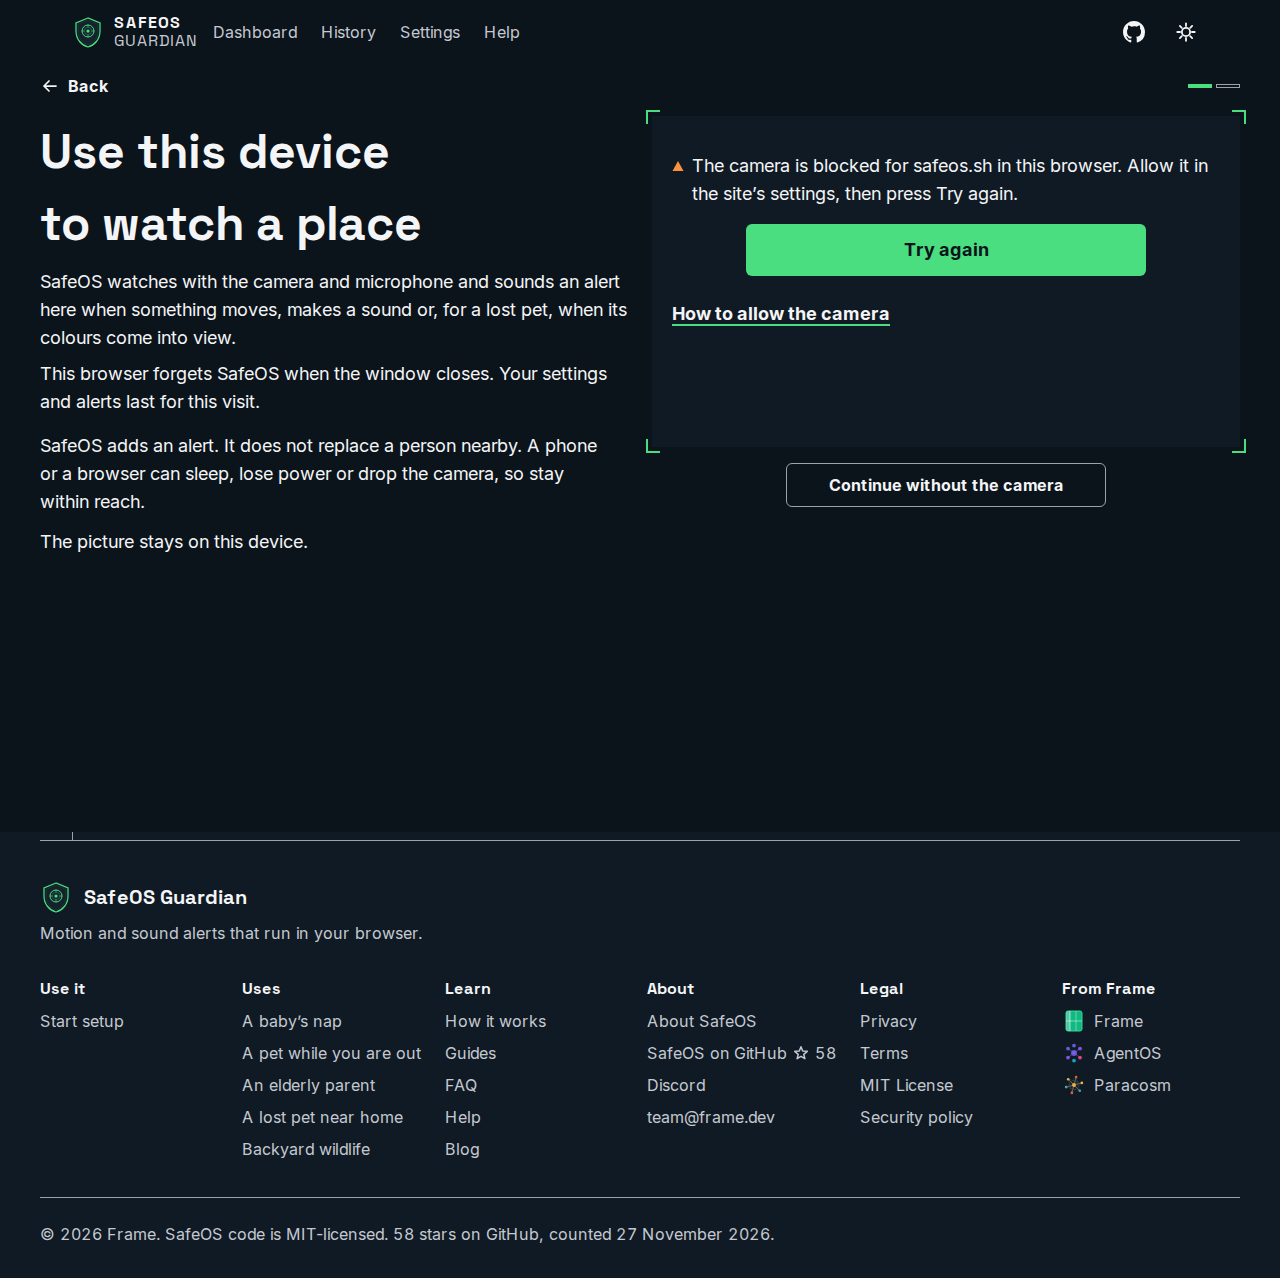 SAFEOS
GUARDIAN
Dashboard
History
Settings
Help
Back
Use this device
to watch a place
SafeOS watches with the camera and microphone and sounds an alert
here when something moves, makes a sound or, for a lost pet, when its
colours come into view.
This browser forgets SafeOS when the window closes. Your settings
and alerts last for this visit.
SafeOS adds an alert. It does not replace a person nearby. A phone
or a browser can sleep, lose power or drop the camera, so stay
within reach.
The picture stays on this device.
The camera is blocked for safeos.sh in this browser. Allow it in
the site’s settings, then press Try again.
Try again
How to allow the camera
Continue without the camera
SafeOS Guardian
Motion and sound alerts that run in your browser.
Use it
Start setup
Uses
A baby’s nap
A pet while you are out
An elderly parent
A lost pet near home
Backyard wildlife
Learn
How it works
Guides
FAQ
Help
Blog
About
About SafeOS
SafeOS on GitHub ☆ 58
Discord
team@frame.dev
Legal
Privacy
Terms
MIT License
Security policy
From Frame
Frame
AgentOS
Paracosm
© 2026 Frame. SafeOS code is MIT-licensed. 58 stars on GitHub, counted 27 November 2026.